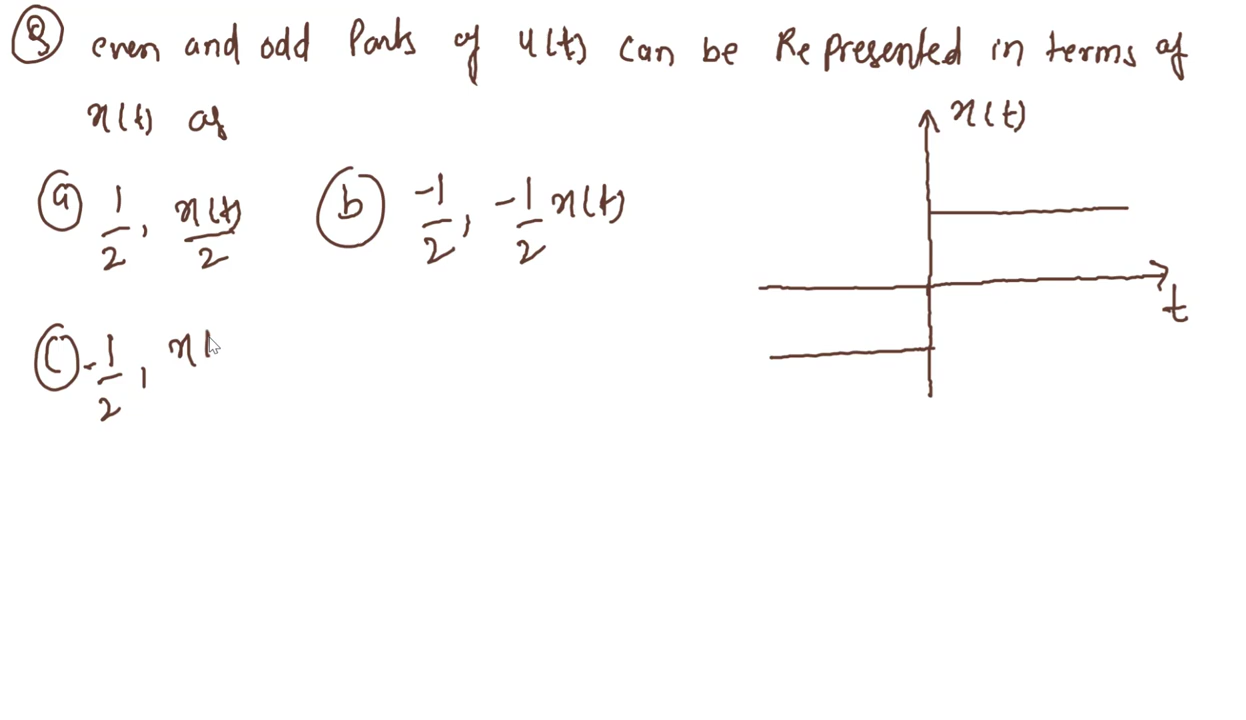 Q even and odd Parts of u(t) can be Represented in terms of
x(t) as
a 1/2, x(t)/2 b -1/2, -1/2 x(t)
x(t)
t
c -1/2, x(